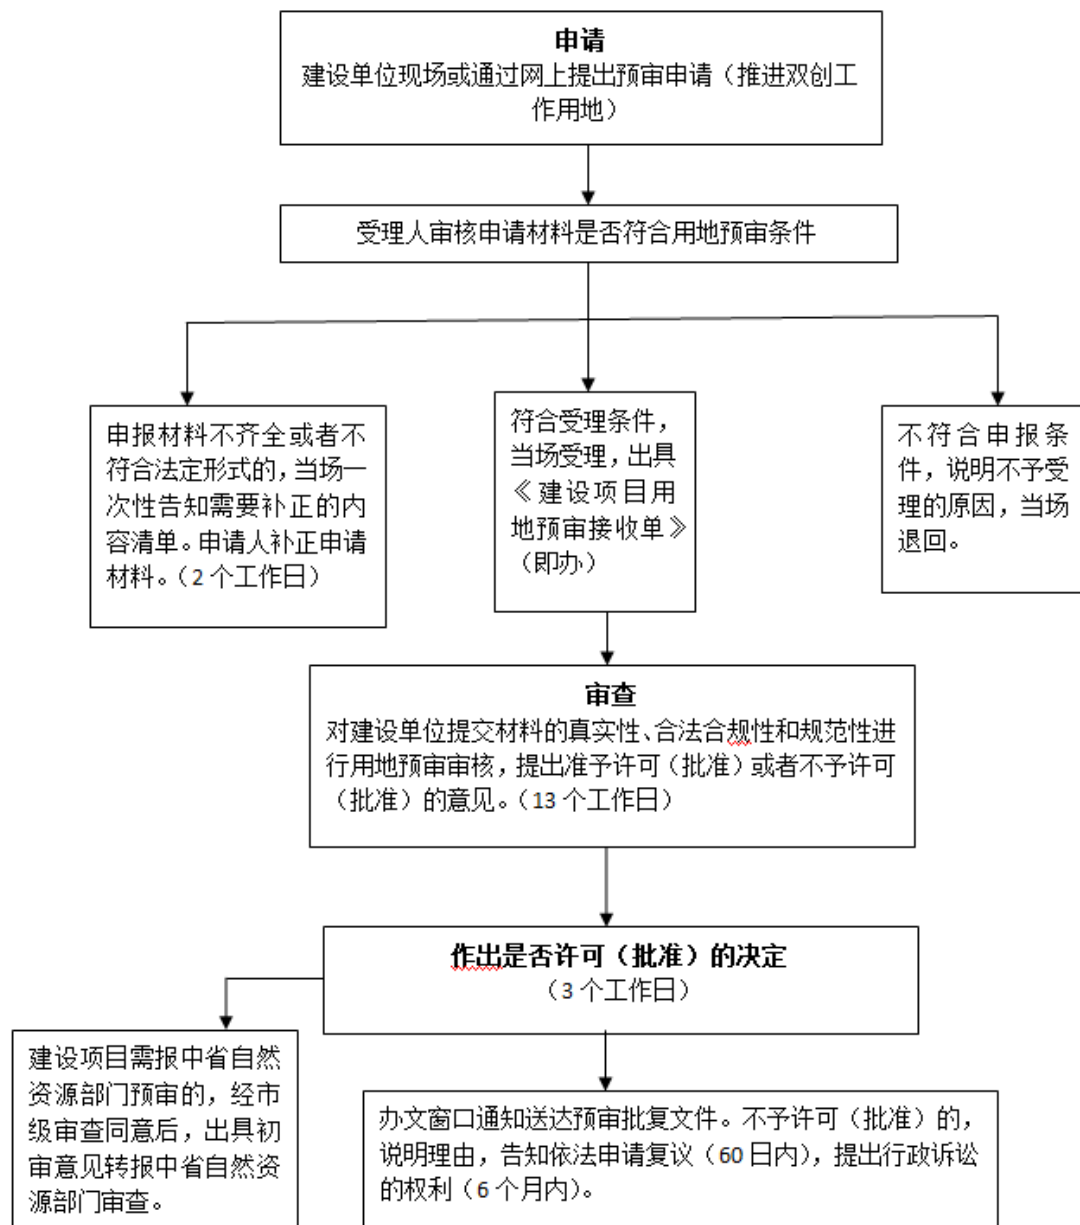 申请
建设单位现场或通过网上提出预审申请（推进双创工
作用地）
受理人审核申请材料是否符合用地预审条件
申报材料不齐全或者不
符合法定形式的，当场一
次性告知需要补正的内
容清单。申请人补正申请
材料。（2 个工作日）
符合受理条件，
当场受理，出具
《建设项目用
地预审接收单》
（即办）
不符合申报条
件，说明不予受
理的原因，当场
退回。
审查
对建设单位提交材料的真实性、合法合规性和规范性进
行用地预审审核，提出准予许可（批准）或者不予许可
（批准）的意见。（13 个工作日）
作出是否许可（批准）的决定
（3 个工作日）
建设项目需报中省自然
资源部门预审的，经市
级审查同意后，出具初
审意见转报中省自然资
源部门审查。
办文窗口通知送达预审批复文件。不予许可（批准）的，
说明理由，告知依法申请复议（60 日内），提出行政诉讼
的权利（6 个月内）。